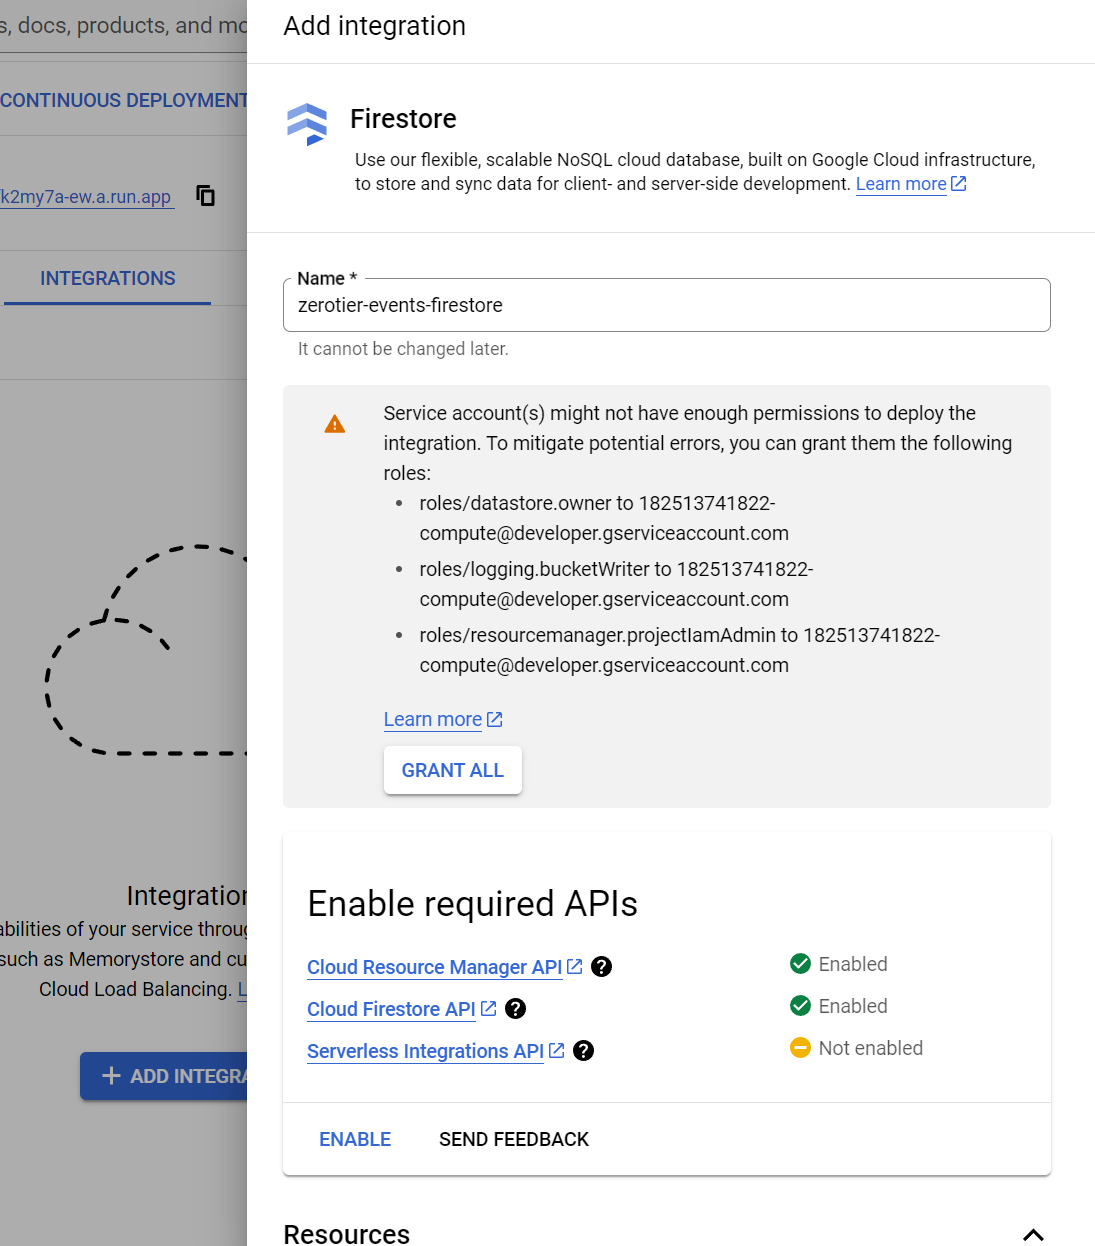 s, docs, products, and mo
CONTINUOUS DEPLOYMENT
k2my7a-ew.a.run.app
INTEGRATIONS
Integration
abilities of your service throug
such as Memorystore and cu
Cloud Load Balancing. L
+ ADD INTEGRA
Add integration
Firestore
Use our flexible, scalable NoSQL cloud database, built on Google Cloud infrastructure,
to store and sync data for client- and server-side development. Learn more
Name *
zerotier-events-firestore
It cannot be changed later.
Service account(s) might not have enough permissions to deploy the
integration. To mitigate potential errors, you can grant them the following
roles:
• roles/datastore.owner to 182513741822-
compute@developer.gserviceaccount.com
• roles/logging.bucketWriter to 182513741822-
compute@developer.gserviceaccount.com
• roles/resourcemanager.projectIamAdmin to 182513741822-
compute@developer.gserviceaccount.com
Learn more
GRANT ALL
Enable required APIs
Cloud Resource Manager API ? Enabled
Cloud Firestore API ? Enabled
Serverless Integrations API ? Not enabled
ENABLE SEND FEEDBACK
Resources